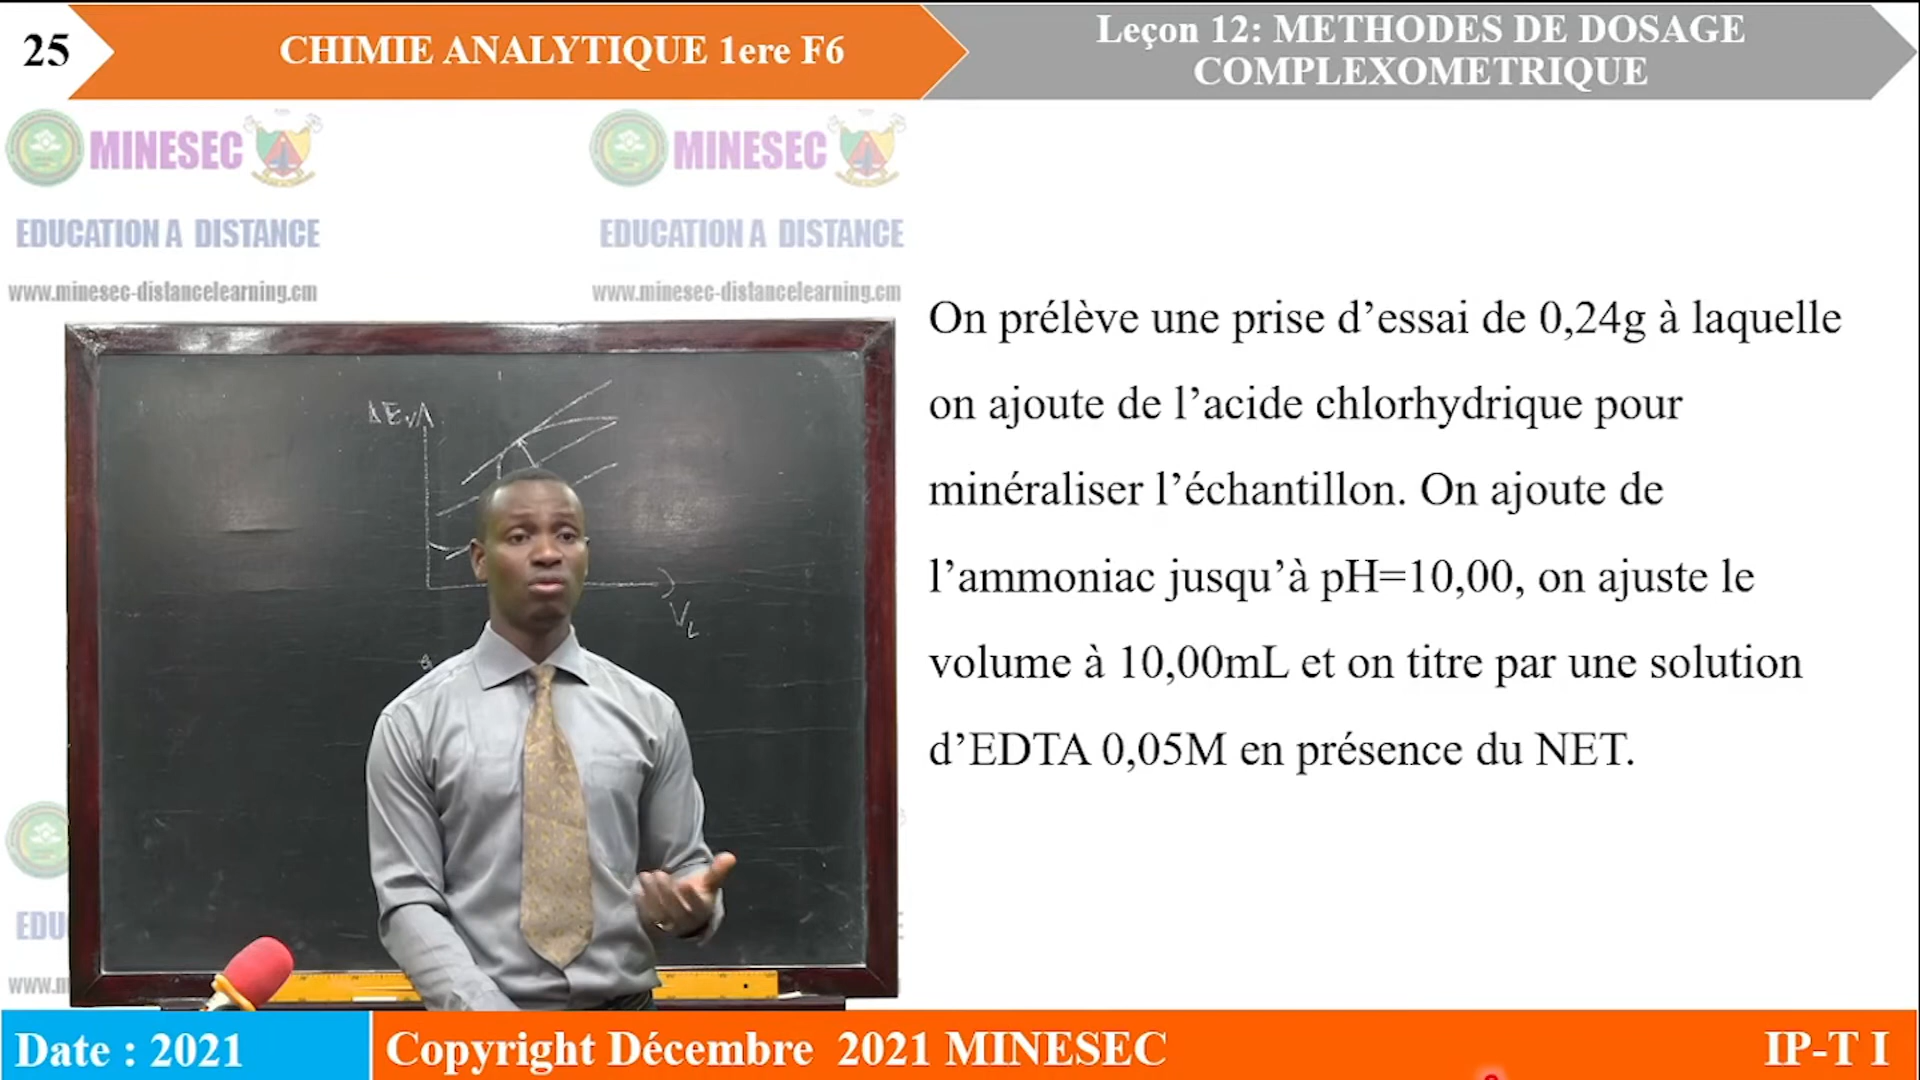 25
CHIMIE ANALYTIQUE 1ere F6
Leçon 12: METHODES DE DOSAGE
COMPLEXOMETRIQUE
MINESEC
EDUCATION A DISTANCE
www.minesec-distancelearning.cm
MINESEC
EDUCATION A DISTANCE
www.minesec-distancelearning.cm
On prélève une prise d’essai de 0,24g à laquelle
on ajoute de l’acide chlorhydrique pour
minéraliser l’échantillon. On ajoute de
l’ammoniac jusqu’à pH=10,00, on ajuste le
volume à 10,00mL et on titre par une solution
d’EDTA 0,05M en présence du NET.
V_L
EDU
www.m
Date : 2021
Copyright Décembre 2021 MINESEC
IP-T I